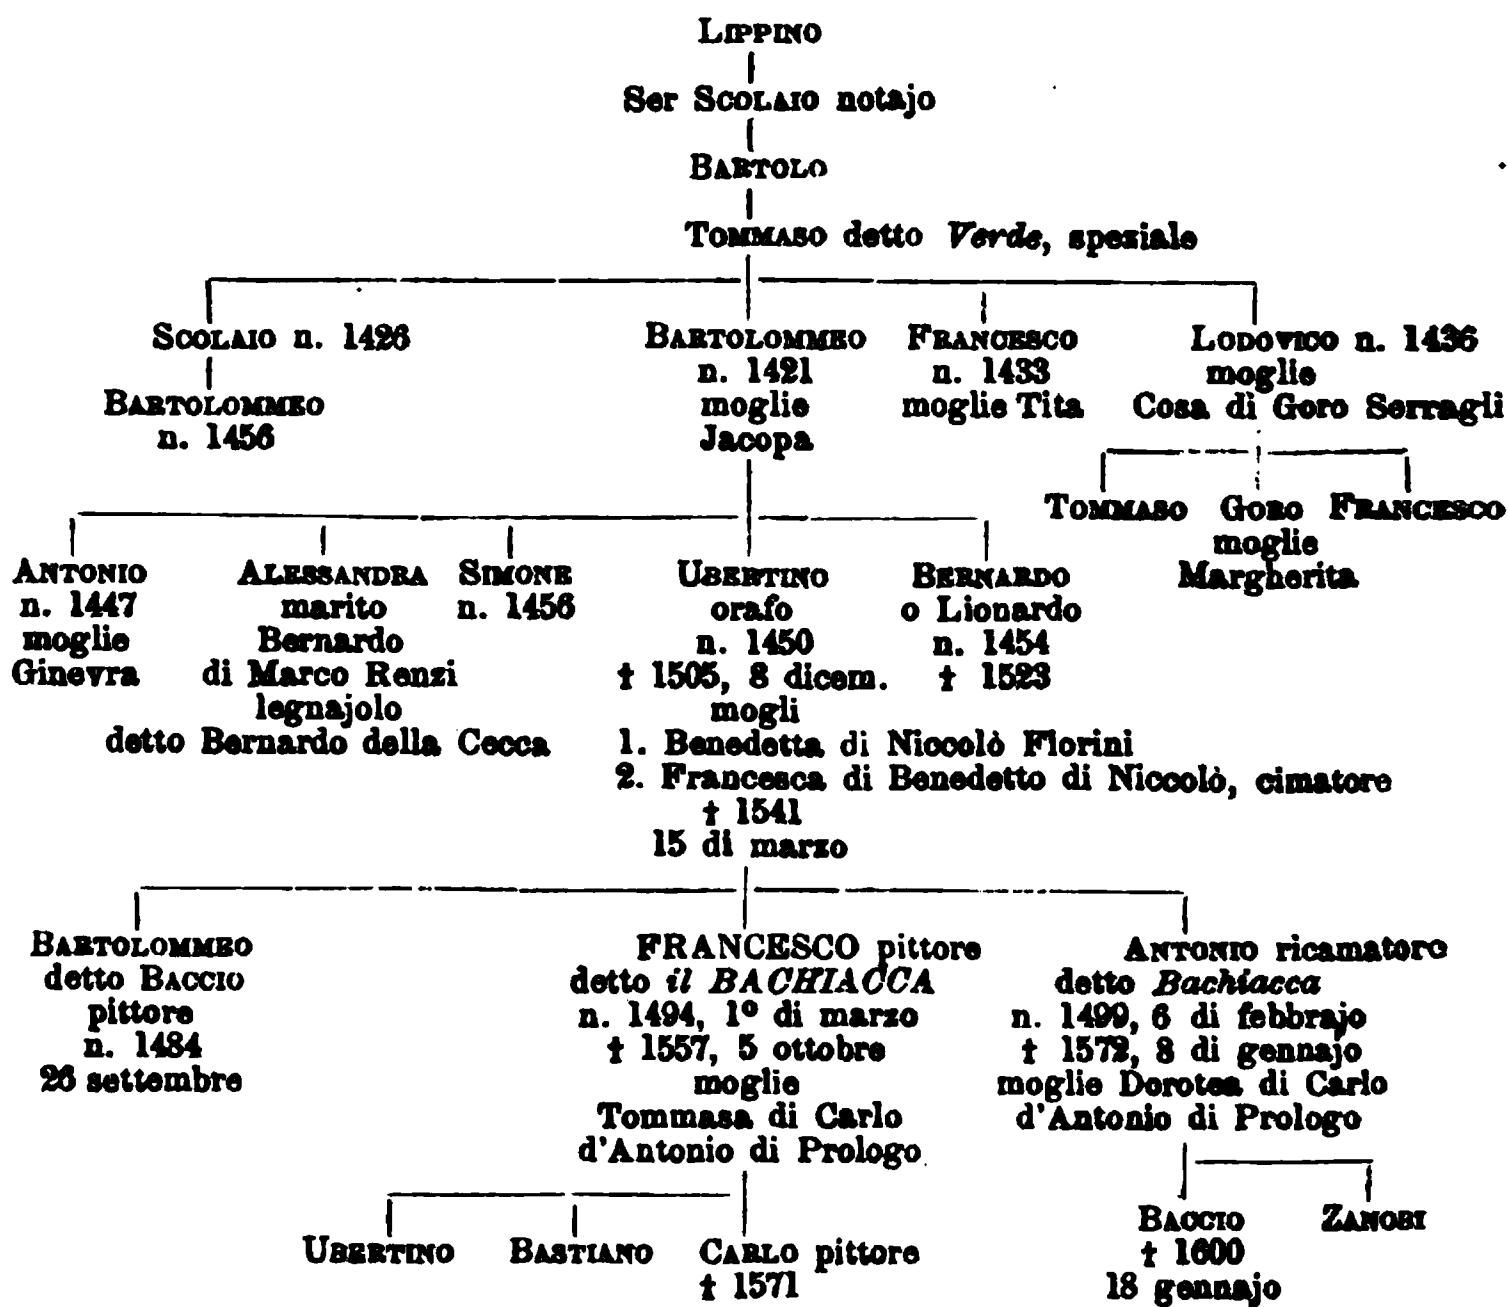 LIPPINO
Ser SCOLAIO notajo
BARTOLO
TOMMASO detto Verde, speziale
SCOLAIO n. 1426
BARTOLOMMEO
n. 1456
BARTOLOMMEO
n. 1421
moglie
Jacopa
FRANCESCO
n. 1433
moglie Tita
LODOVICO n. 1436
moglie
Cosa di Goro Serragli
TOMMASO GORO FRANCESCO
moglie
Margherita
ANTONIO
n. 1447
moglie
Ginevra
ALESSANDRA
marito
Bernardo
di Marco Renzi
legnajolo
detto Bernardo della Cecca
SIMONE
n. 1456
UBERTINO
orafo
n. 1450
† 1505, 8 dicem.
mogli
1. Benedetta di Niccolò Fiorini
2. Francesca di Benedetto di Niccolò, cimatore
† 1541
15 di marzo
BERNARDO
o Lionardo
n. 1454
† 1523
BARTOLOMMEO
detto BACCIO
pittore
n. 1484
26 settembre
FRANCESCO pittore
detto il BACHIACCA
n. 1494, 1º di marzo
† 1557, 5 ottobre
moglie
Tommasa di Carlo
d'Antonio di Prologo
ANTONIO ricamatore
detto Bachiacca
n. 1499, 6 di febbrajo
† 1572, 8 di gennajo
moglie Dorotea di Carlo
d'Antonio di Prologo
UBERTINO
BASTIANO
CARLO pittore
† 1571
BACCIO
† 1600
18 gennajo
ZANOBI